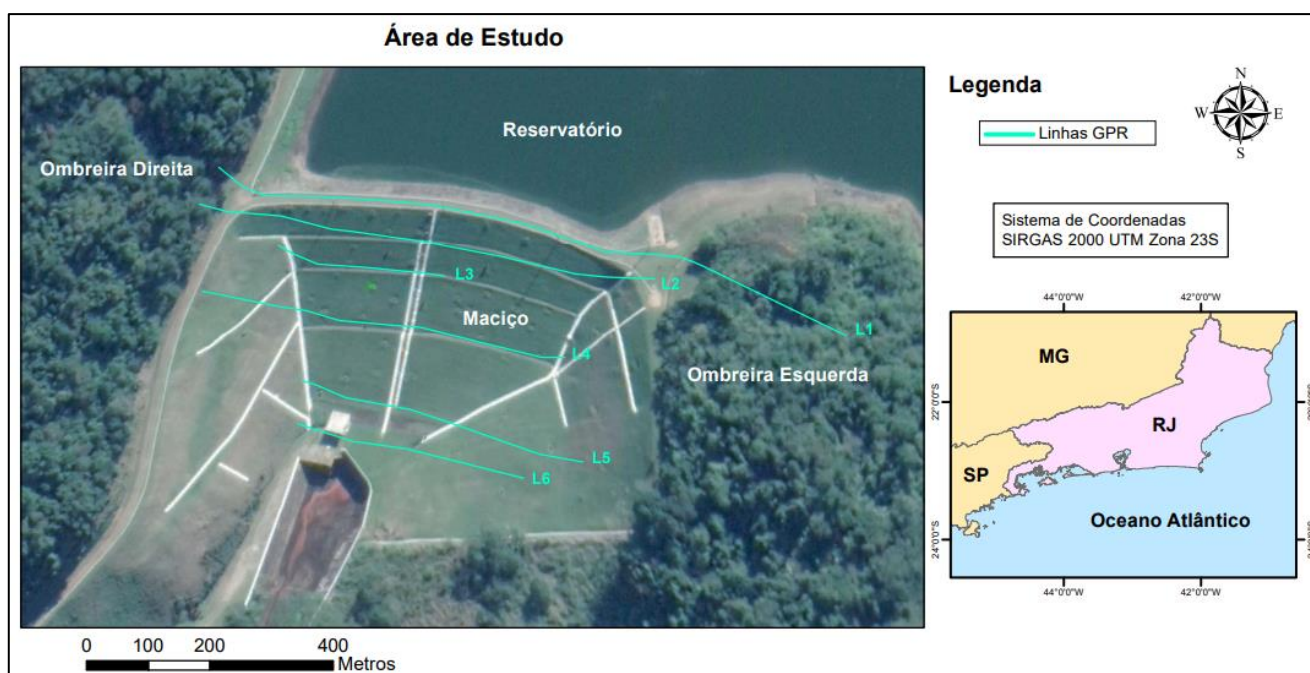 Área de Estudo
Reservatório
Ombreira Direita
L3
L2
Maciço
L1
L4
Ombreira Esquerda
L5
L6
0 100 200 400
Metros
Legenda
Linhas GPR
N
W E
S
Sistema de Coordenadas
SIRGAS 2000 UTM Zona 23S
44°0'0"W 42°0'0"W
MG
22°0'0"S
RJ
SP
Oceano Atlântico
24°0'0"S
44°0'0"W 42°0'0"W